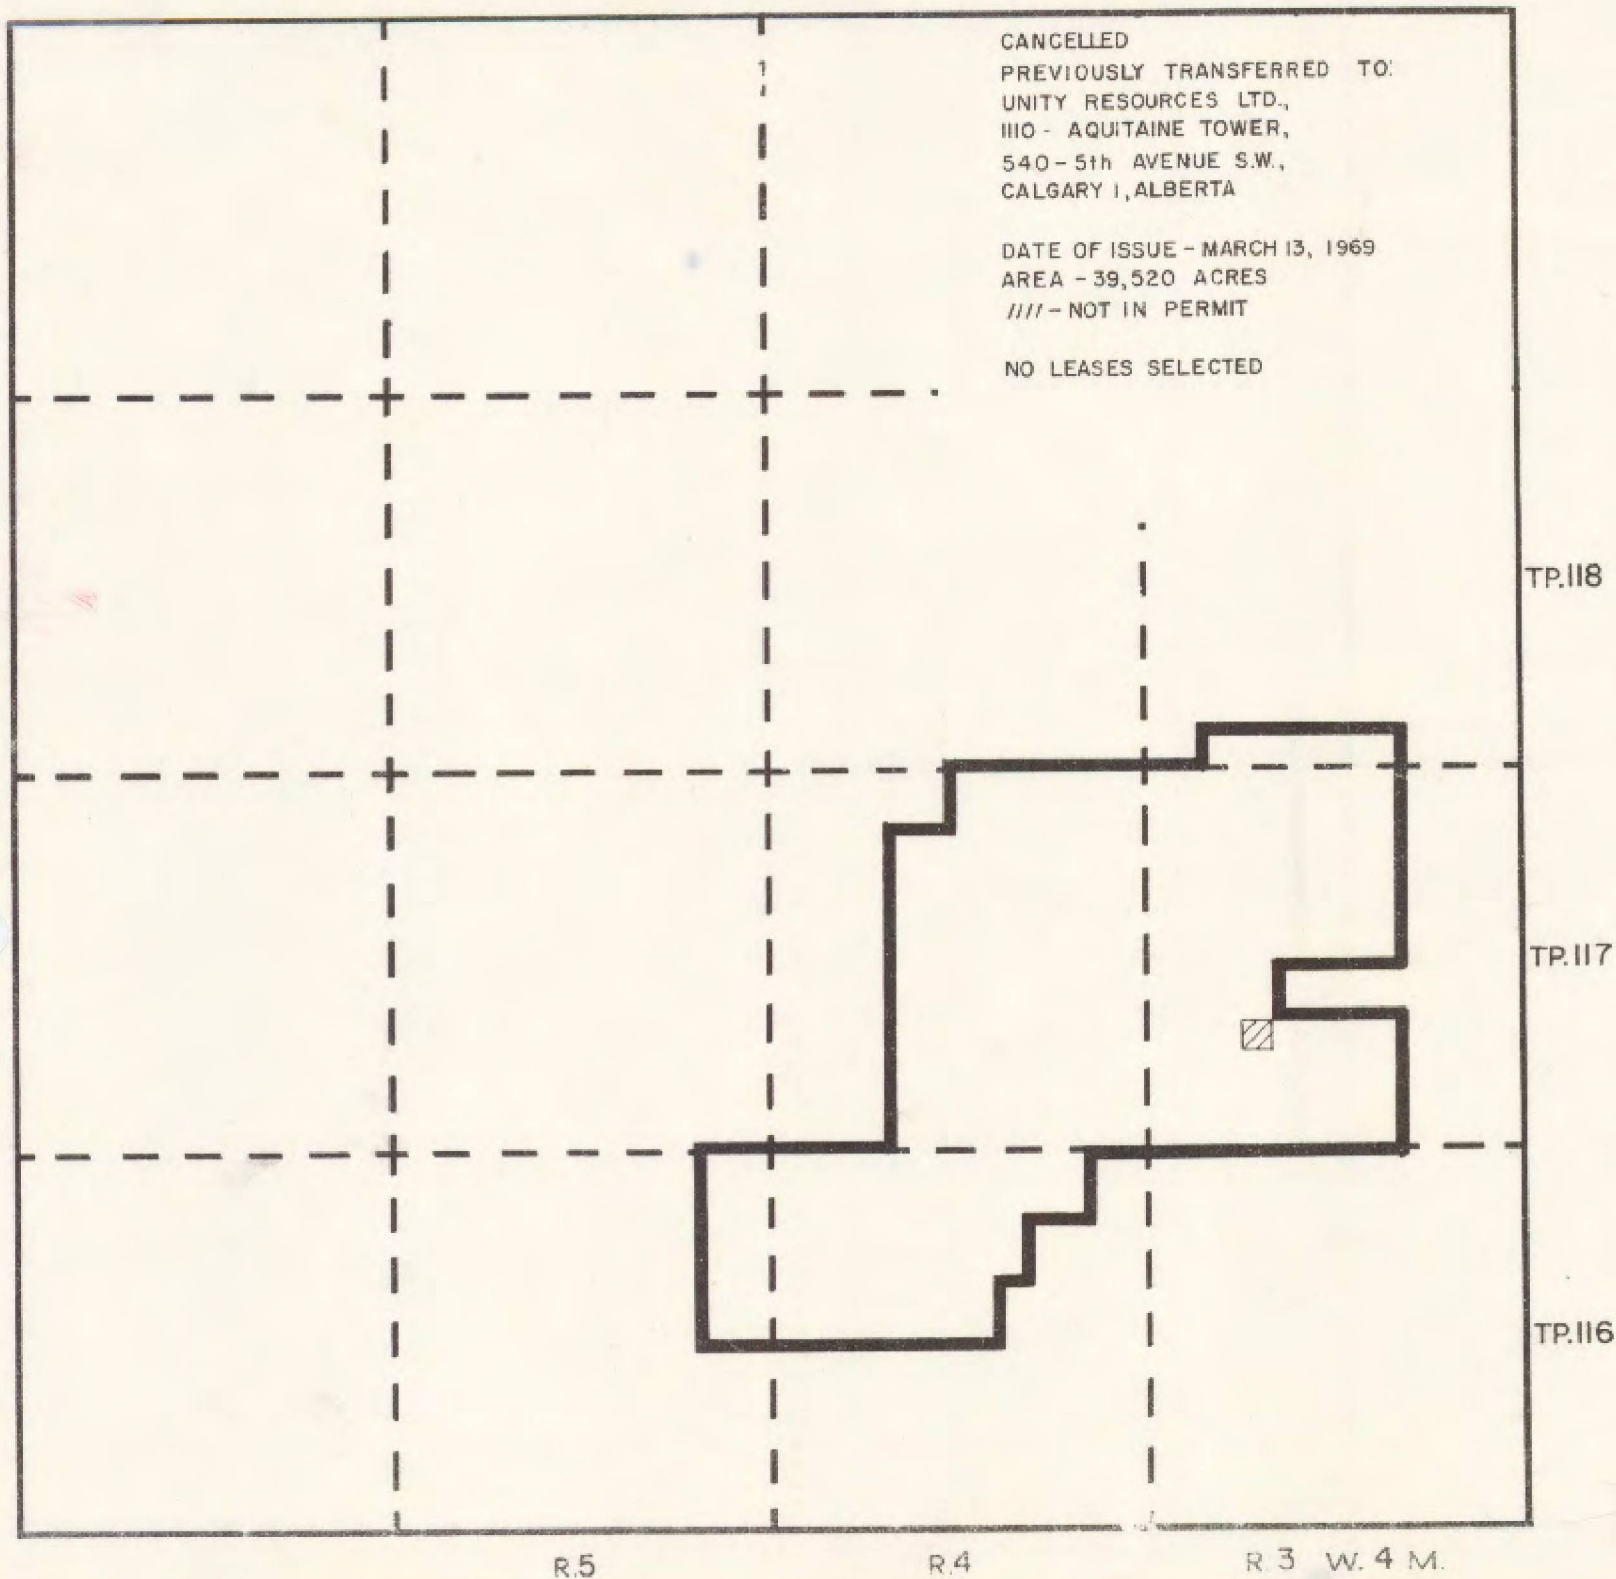 CANCELLED
PREVIOUSLY TRANSFERRED TO:
UNITY RESOURCES LTD.,
1110 - AQUITAINE TOWER,
540 - 5th AVENUE S.W.,
CALGARY 1, ALBERTA
DATE OF ISSUE - MARCH 13, 1969
AREA - 39,520 ACRES
//// - NOT IN PERMIT
NO LEASES SELECTED
TP.118
TP.117
TP.116
R.5 R.4 R.3 W.4 M.